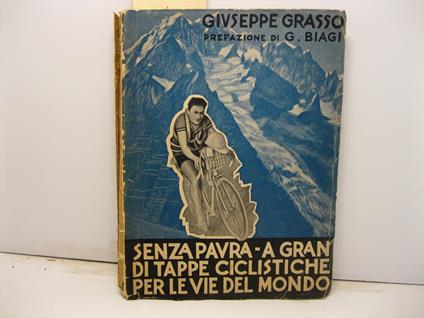 GIVSEPPE GRASSO
PREFAZIONE DI G. BIAGI
SENZA PAVRA - A GRAN
DI TAPPE CICLISTICHE
PER LE VIE DEL MONDO